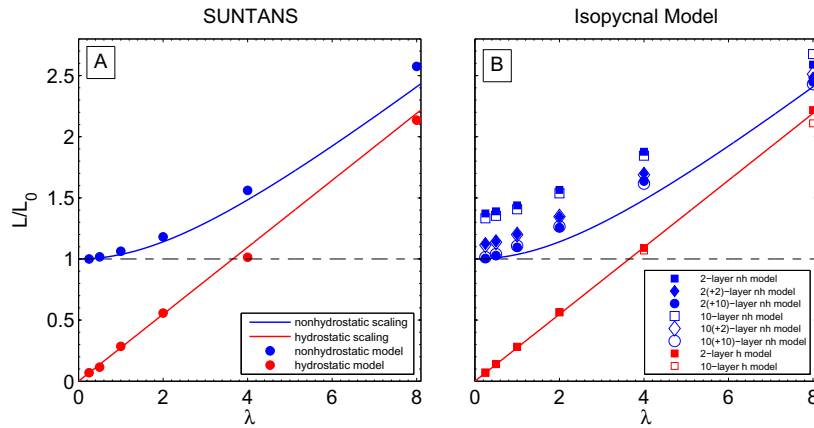 SUNTANS
Isopycnal Model
A
B
L/L0
2.5
2
1.5
1
0.5
0
0 2 4 6 8
λ
nonhydrostatic scaling
hydrostatic scaling
nonhydrostatic model
hydrostatic model
0 2 4 6 8
λ
2−layer nh model
2(+2)−layer nh model
2(+10)−layer nh model
10−layer nh model
10(+2)−layer nh model
10(+10)−layer nh model
2−layer h model
10−layer h model